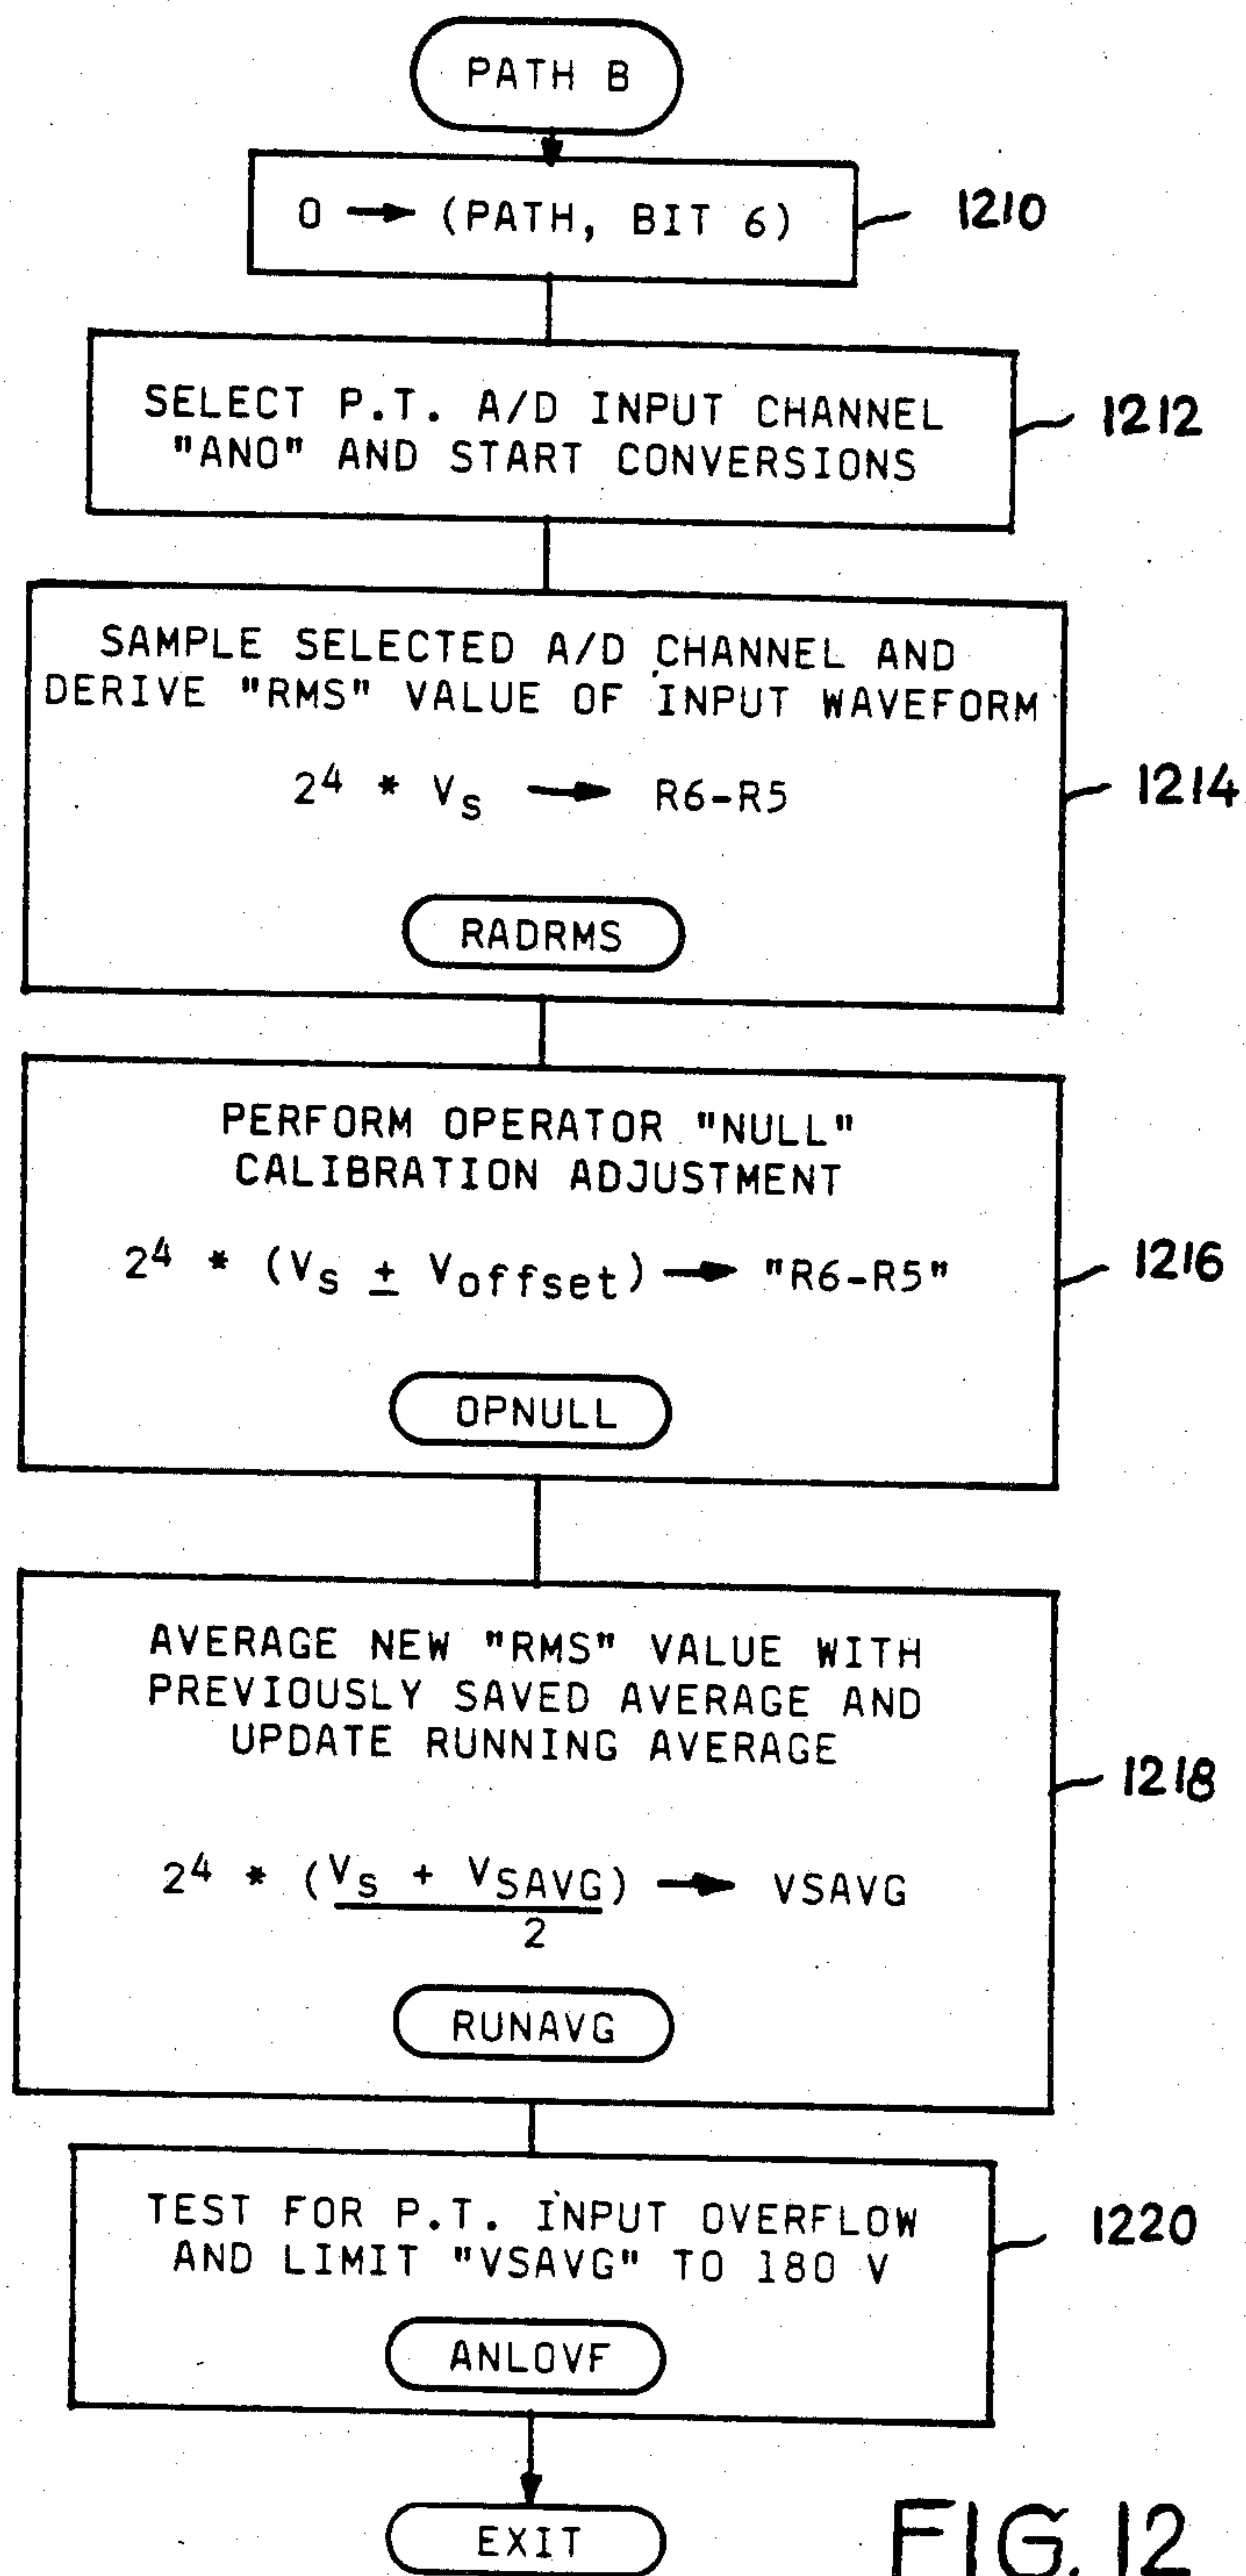 PATH B
0 → (PATH, BIT 6)
1210
SELECT P.T. A/D INPUT CHANNEL
"AN0" AND START CONVERSIONS
1212
SAMPLE SELECTED A/D CHANNEL AND
DERIVE "RMS" VALUE OF INPUT WAVEFORM
2⁴ * Vs → R6-R5
1214
RADRMS
PERFORM OPERATOR "NULL"
CALIBRATION ADJUSTMENT
2⁴ * (Vs ± Voffset) → "R6-R5"
1216
OPNULL
AVERAGE NEW "RMS" VALUE WITH
PREVIOUSLY SAVED AVERAGE AND
UPDATE RUNNING AVERAGE
1218
2⁴ * (Vs + VSAVG) → VSAVG
2
RUNAVG
TEST FOR P.T. INPUT OVERFLOW
AND LIMIT "VSAVG" TO 180 V
1220
ANLOVF
EXIT
FIG. 12